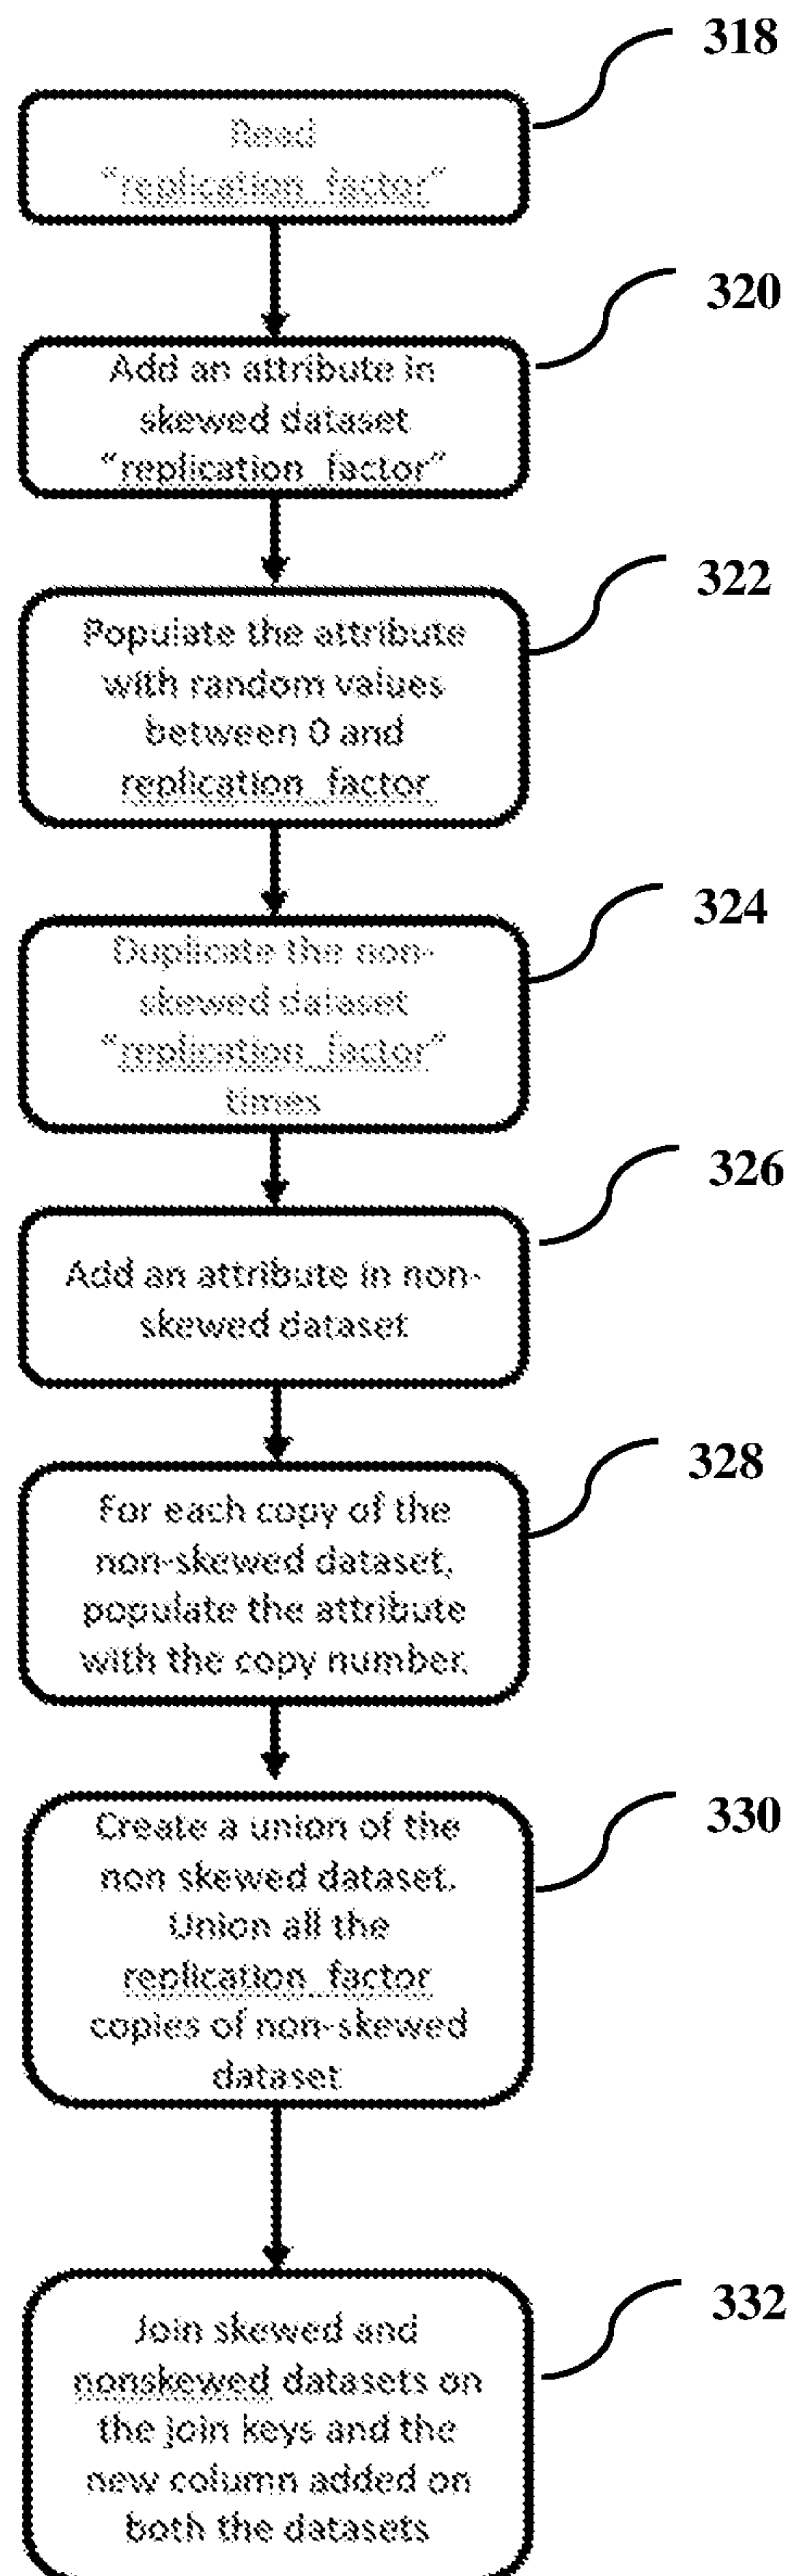 318
Read
“replication_factor”
320
Add an attribute in
skewed dataset
“replication_factor”
322
Populate the attribute
with random values
between 0 and
replication_factor
324
Duplicate the non-
skewed dataset
“replication_factor”
times
326
Add an attribute in non-
skewed dataset
328
For each copy of the
non-skewed dataset,
populate the attribute
with the copy number.
330
Create a union of the
non skewed dataset.
Union all the
replication_factor
copies of non-skewed
dataset
332
Join skewed and
nonskewed datasets on
the join keys and the
new column added on
both the datasets